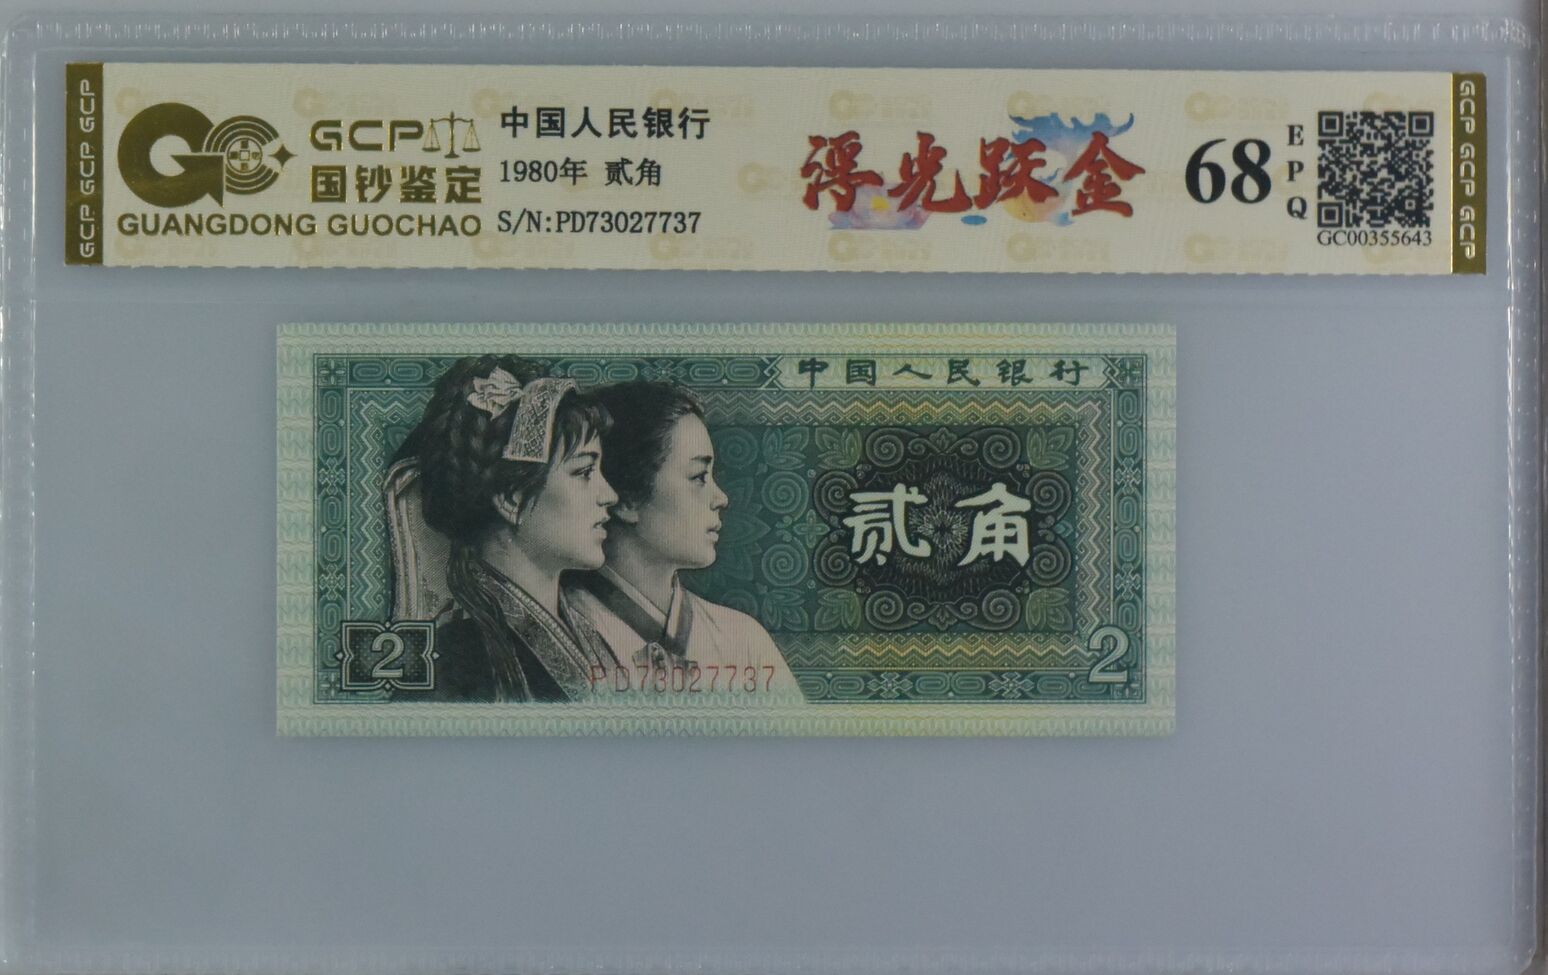 GCP GCP GCP
GCP
国钞鉴定
GUANGDONG GUOCHAO
中国人民银行
1980年 贰角
S/N:PD73027737
浮光跃金
68
EPQ
GC00355643
GCP GCP GCP
中国人民银行
贰角
2
2
PD73027737